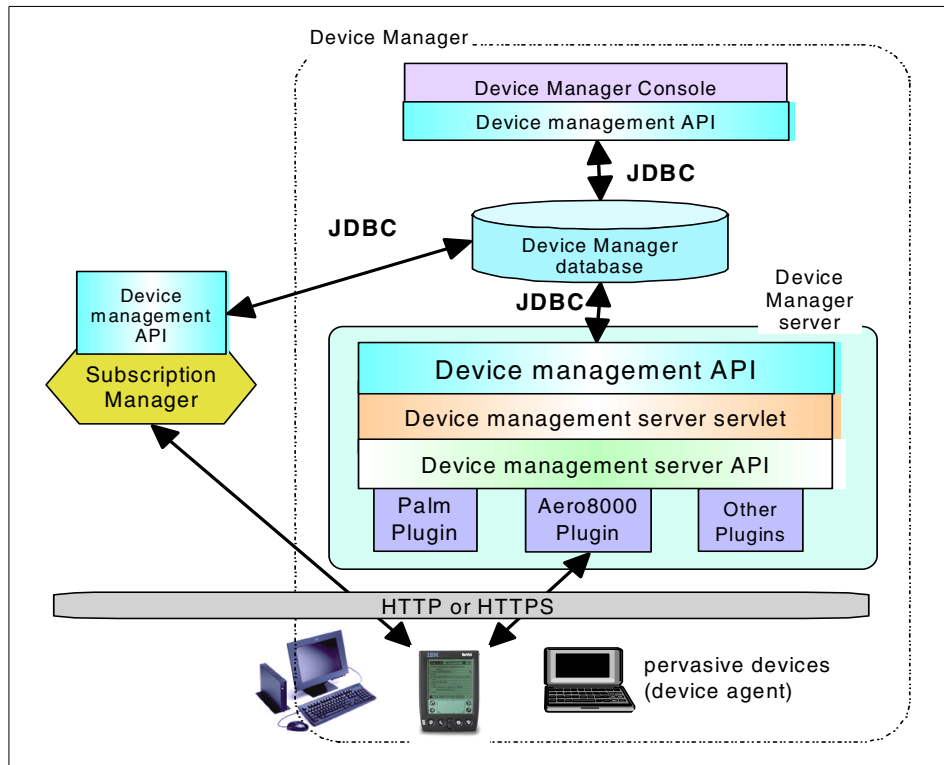 Device Manager
Device Manager Console
Device management API
JDBC
JDBC
Device Manager
database
JDBC
Device
Manager
server
Device
management
API
Subscription
Manager
Device management API
Device management server servlet
Device management server API
Palm
Plugin
Aero8000
Plugin
Other
Plugins
HTTP or HTTPS
IBM
WorkPad
pervasive devices
(device agent)